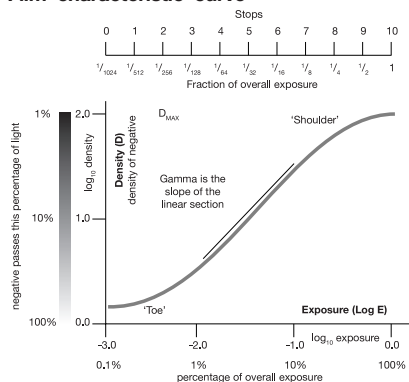 Stops
0 1 2 3 4 5 6 7 8 9 10
1/1024 1/512 1/256 1/128 1/64 1/32 1/16 1/8 1/4 1/2 1
Fraction of overall exposure
1% 2.0
10% 1.0
100% 0.0
negative passes this percentage of light
log10 density
Density (D)
density of negative
DMAX
'Shoulder'
Gamma is the
slope of the
linear section
'Toe'
Exposure (Log E)
log10 exposure
-3.0 -2.0 -1.0 0.0
0.1% 1% 10% 100%
percentage of overall exposure